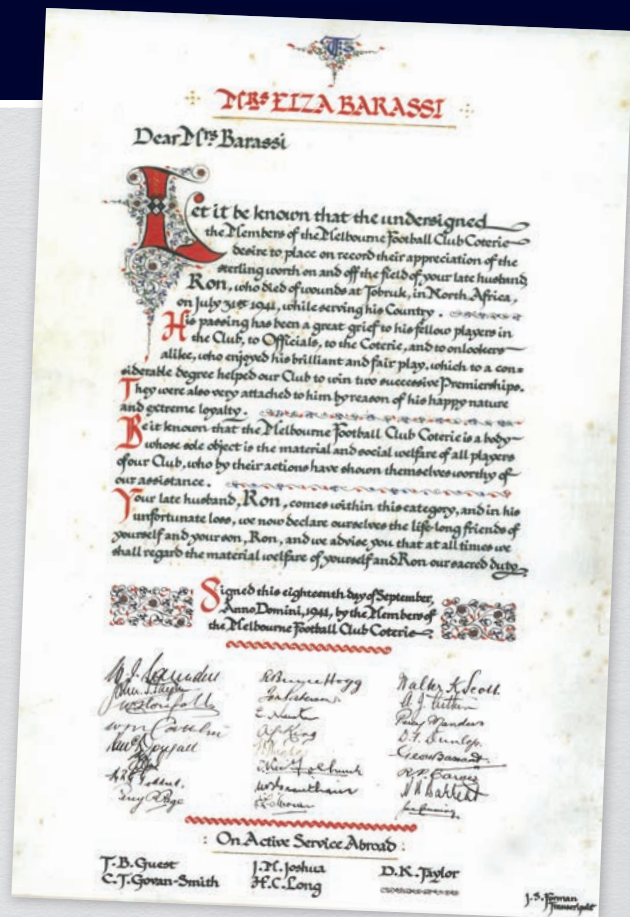 MRS ELZA BARASSI
Dear Mrs Barassi
Let it be known that the undersigned
the Members of the Melbourne Football Club Coterie
desire to place on record their appreciation of the
sterling worth on and off the field of your late husband,
Ron, who died of wounds at Tobruk, in North Africa,
on July 31st 1941, while serving his Country.
His passing has been a great grief to his fellow players in
the Club, to Officials, to the Coterie, and to onlookers
alike, who enjoyed his brilliant and fair play, which to a con-
siderable degree helped our Club to win two successive Premierships.
They were also very attached to him by reason of his happy nature
and extreme loyalty.
Be it known that the Melbourne Football Club Coterie is a body
whose sole object is the material and social welfare of all players
of our Club, who by their actions have shown themselves worthy of
our assistance.
Your late husband, Ron, comes within this category, and in his
unfortunate loss, we now declare ourselves the life-long friends of
yourself and your son, Ron, and we advise you that at all times we
shall regard the material welfare of yourself and Ron our sacred duty.
Signed this eighteenth day of September,
Anno Domini, 1941, by the Members of
the Melbourne Football Club Coterie
Walter K Scott
Percy Manders
D. F. Dunlop
On Active Service Abroad:
T. B. Guest
J. M. Joshua
D. K. Taylor
C. T. Govan-Smith
H. C. Long
J. S. Forman